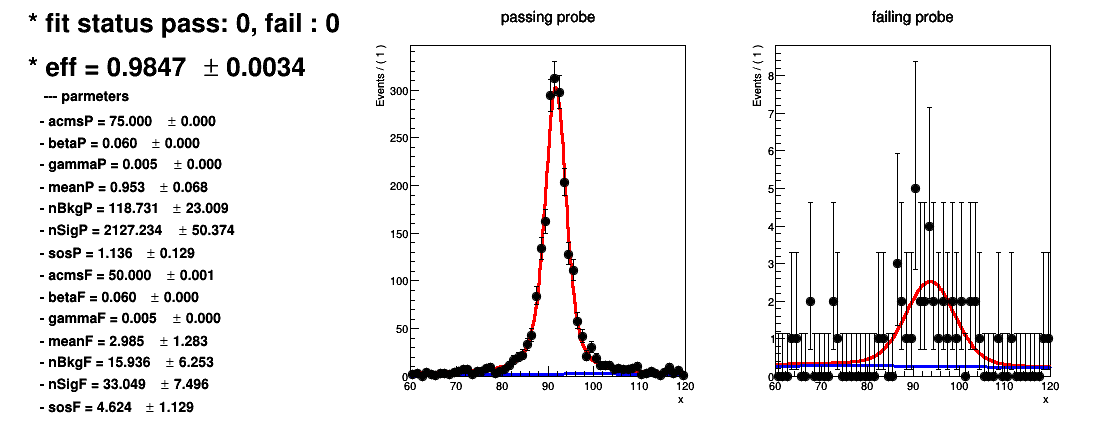 * fit status pass: 0, fail : 0
* eff = 0.9847 ± 0.0034
--- parmeters
- acmsP = 75.000 ± 0.000
- betaP = 0.060 ± 0.000
- gammaP = 0.005 ± 0.000
- meanP = 0.953 ± 0.068
- nBkgP = 118.731 ± 23.009
- nSigP = 2127.234 ± 50.374
- sosP = 1.136 ± 0.129
- acmsF = 50.000 ± 0.001
- betaF = 0.060 ± 0.000
- gammaF = 0.005 ± 0.000
- meanF = 2.985 ± 1.283
- nBkgF = 15.936 ± 6.253
- nSigF = 33.049 ± 7.496
- sosF = 4.624 ± 1.129
passing probe
Events / ( 1 )
300
250
200
150
100
50
0
60 70 80 90 100 110 120
x
failing probe
Events / ( 1 )
8
7
6
5
4
3
2
1
0
60 70 80 90 100 110 120
x